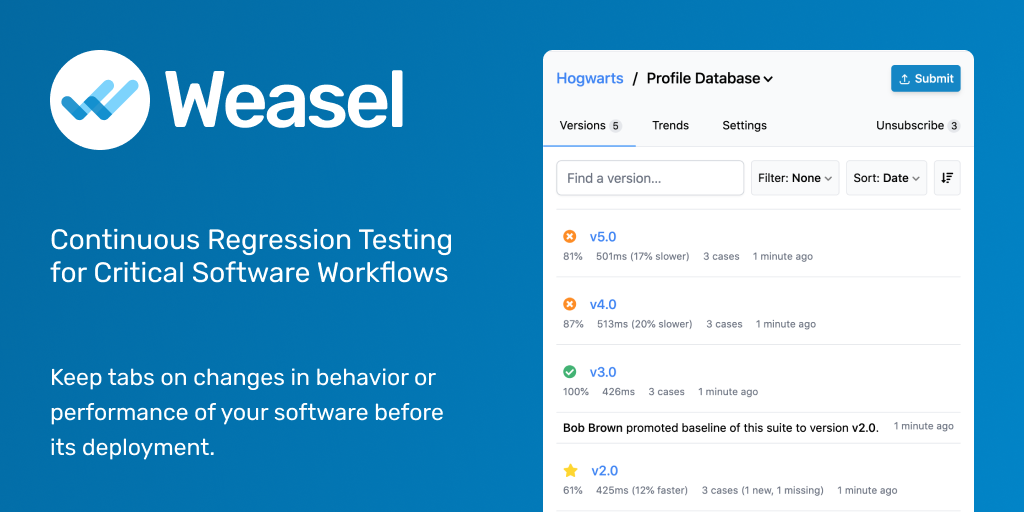 Weasel
Continuous Regression Testing
for Critical Software Workflows
Keep tabs on changes in behavior or
performance of your software before
its deployment.
Hogwarts / Profile Database
Submit
Versions 5 Trends Settings Unsubscribe 3
Find a version... Filter: None Sort: Date
v5.0
81% 501ms (17% slower) 3 cases 1 minute ago
v4.0
87% 513ms (20% slower) 3 cases 1 minute ago
v3.0
100% 426ms 3 cases 1 minute ago
Bob Brown promoted baseline of this suite to version v2.0. 1 minute ago
v2.0
61% 425ms (12% faster) 3 cases (1 new, 1 missing) 1 minute ago